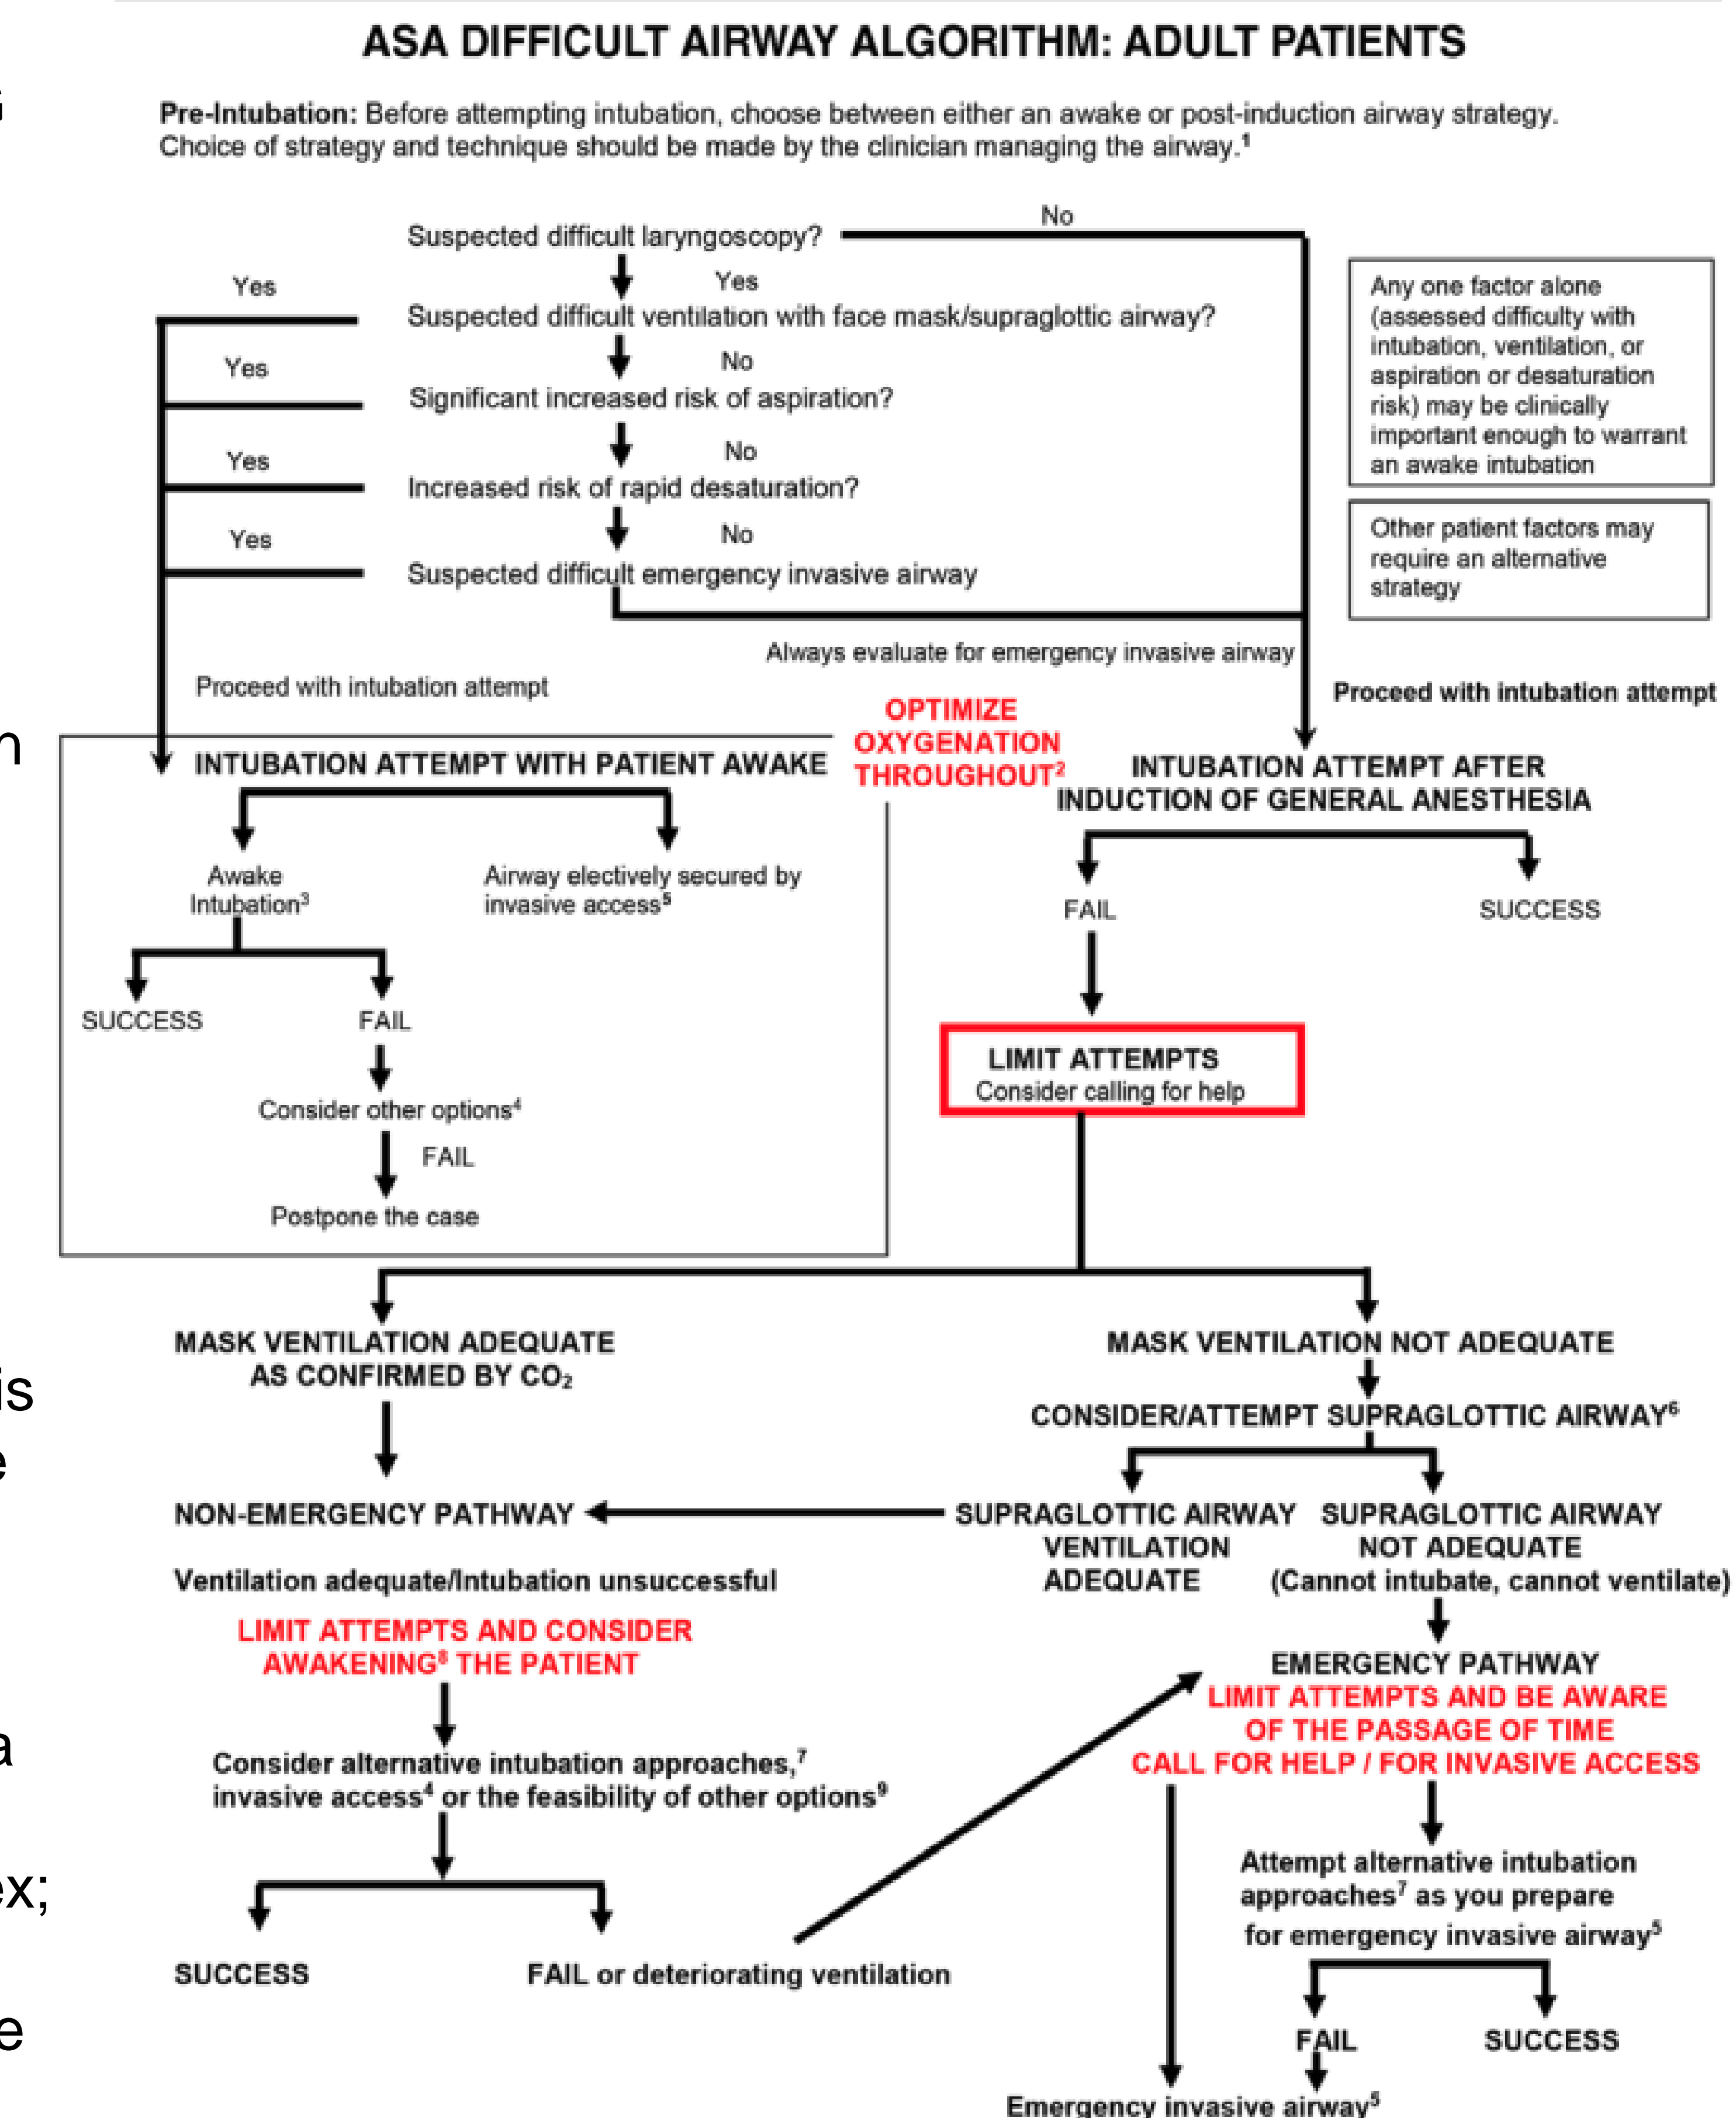 ASA DIFFICULT AIRWAY ALGORITHM: ADULT PATIENTS
Pre-Intubation: Before attempting intubation, choose between either an awake or post-induction airway strategy.
Choice of strategy and technique should be made by the clinician managing the airway.1
No
Suspected difficult laryngoscopy?
Yes
Yes
Suspected difficult ventilation with face mask/supraglottic airway?
Yes
No
Significant increased risk of aspiration?
Yes
No
Increased risk of rapid desaturation?
Yes
No
Suspected difficult emergency invasive airway
Any one factor alone
(assessed difficulty with
intubation, ventilation, or
aspiration or desaturation
risk) may be clinically
important enough to warrant
an awake intubation
Other patient factors may
require an alternative
strategy
Always evaluate for emergency invasive airway
Proceed with intubation attempt
Proceed with intubation attempt
OPTIMIZE
OXYGENATION
THROUGHOUT2
INTUBATION ATTEMPT WITH PATIENT AWAKE
Awake
Intubation3
Airway electively secured by
invasive access5
SUCCESS
FAIL
Consider other options4
FAIL
Postpone the case
INTUBATION ATTEMPT AFTER
INDUCTION OF GENERAL ANESTHESIA
FAIL
SUCCESS
LIMIT ATTEMPTS
Consider calling for help
MASK VENTILATION ADEQUATE
AS CONFIRMED BY CO2
MASK VENTILATION NOT ADEQUATE
CONSIDER/ATTEMPT SUPRAGLOTTIC AIRWAY6
NON-EMERGENCY PATHWAY
SUPRAGLOTTIC AIRWAY
VENTILATION
ADEQUATE
SUPRAGLOTTIC AIRWAY
NOT ADEQUATE
(Cannot intubate, cannot ventilate)
Ventilation adequate/Intubation unsuccessful
LIMIT ATTEMPTS AND CONSIDER
AWAKENING8 THE PATIENT
Consider alternative intubation approaches,7
invasive access4 or the feasibility of other options9
SUCCESS
FAIL or deteriorating ventilation
EMERGENCY PATHWAY
LIMIT ATTEMPTS AND BE AWARE
OF THE PASSAGE OF TIME
CALL FOR HELP / FOR INVASIVE ACCESS
Attempt alternative intubation
approaches7 as you prepare
for emergency invasive airway5
FAIL
SUCCESS
Emergency invasive airway5
is
e
a
ex;
e